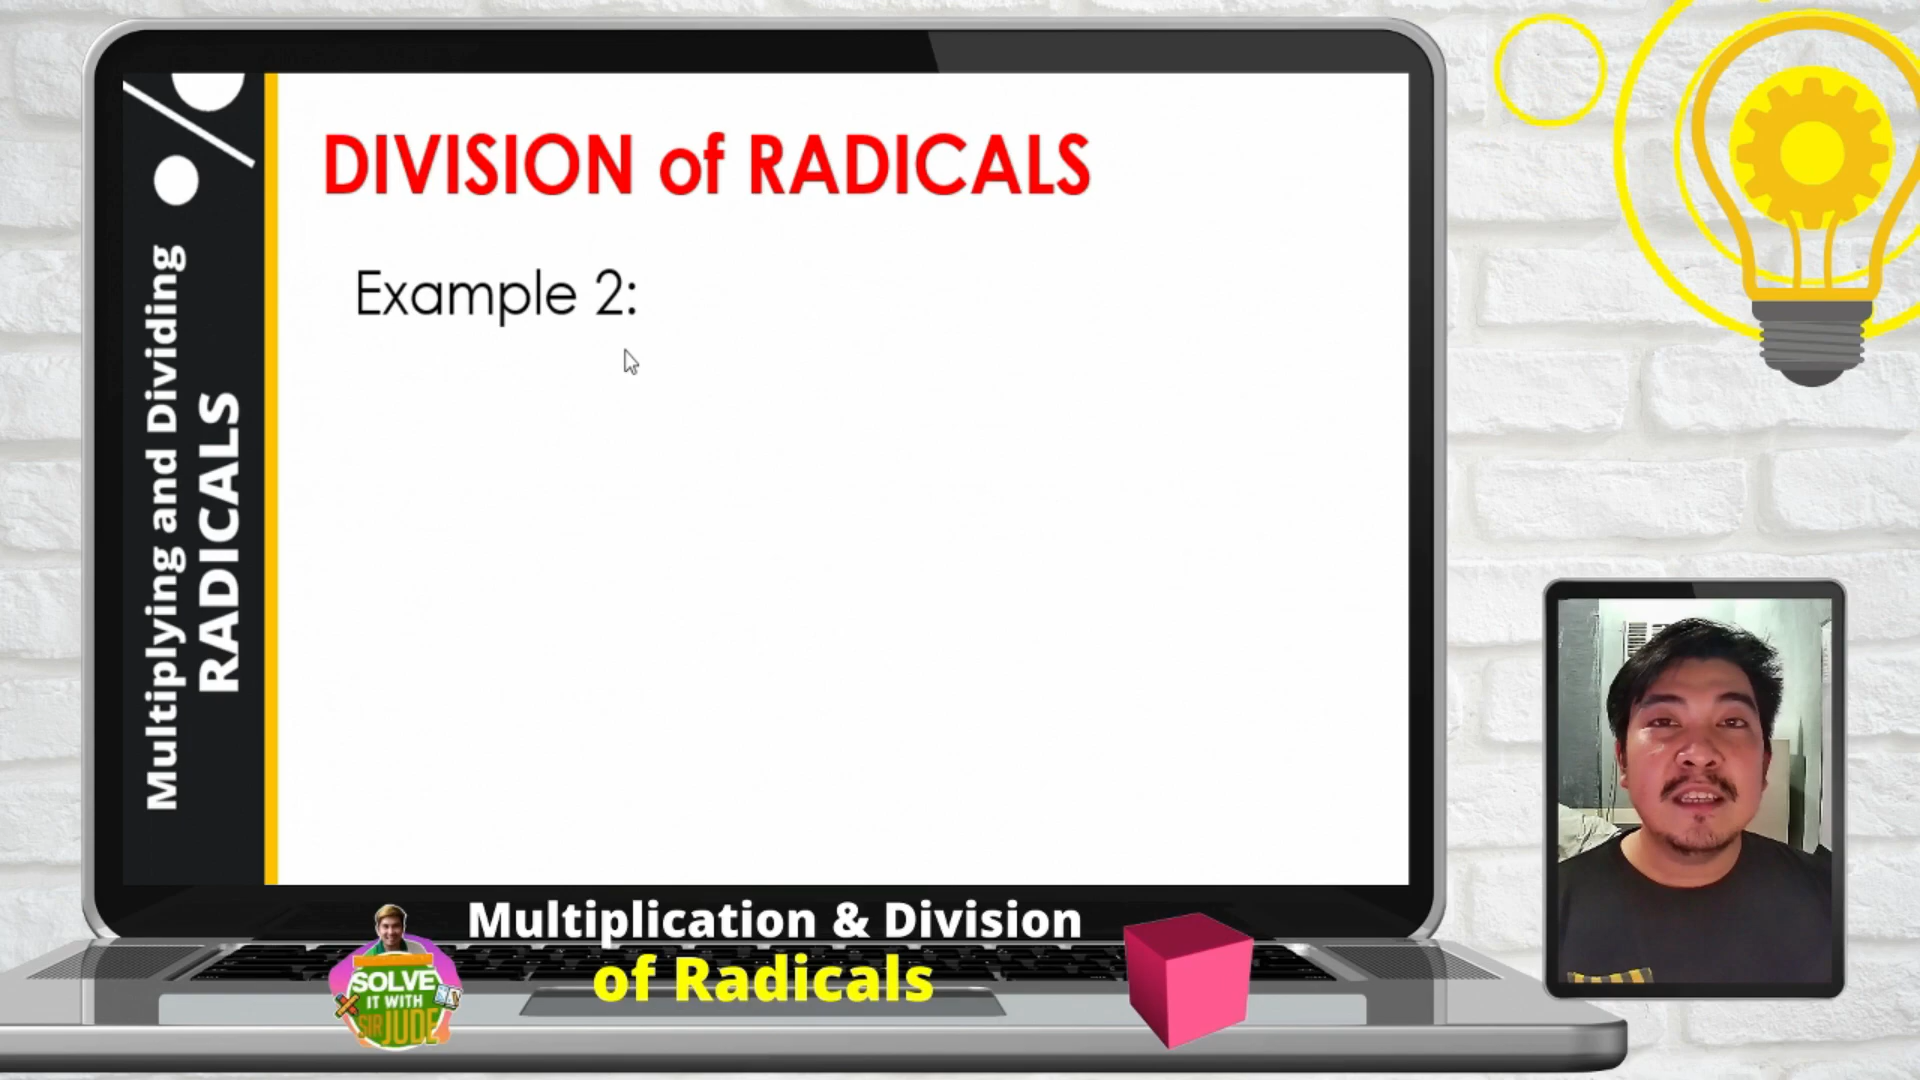 DIVISION of RADICALS
Example 2:
Multiplying and Dividing
RADICALS
Multiplication & Division
of Radicals
SOLVE
IT WITH
SIR JUDE